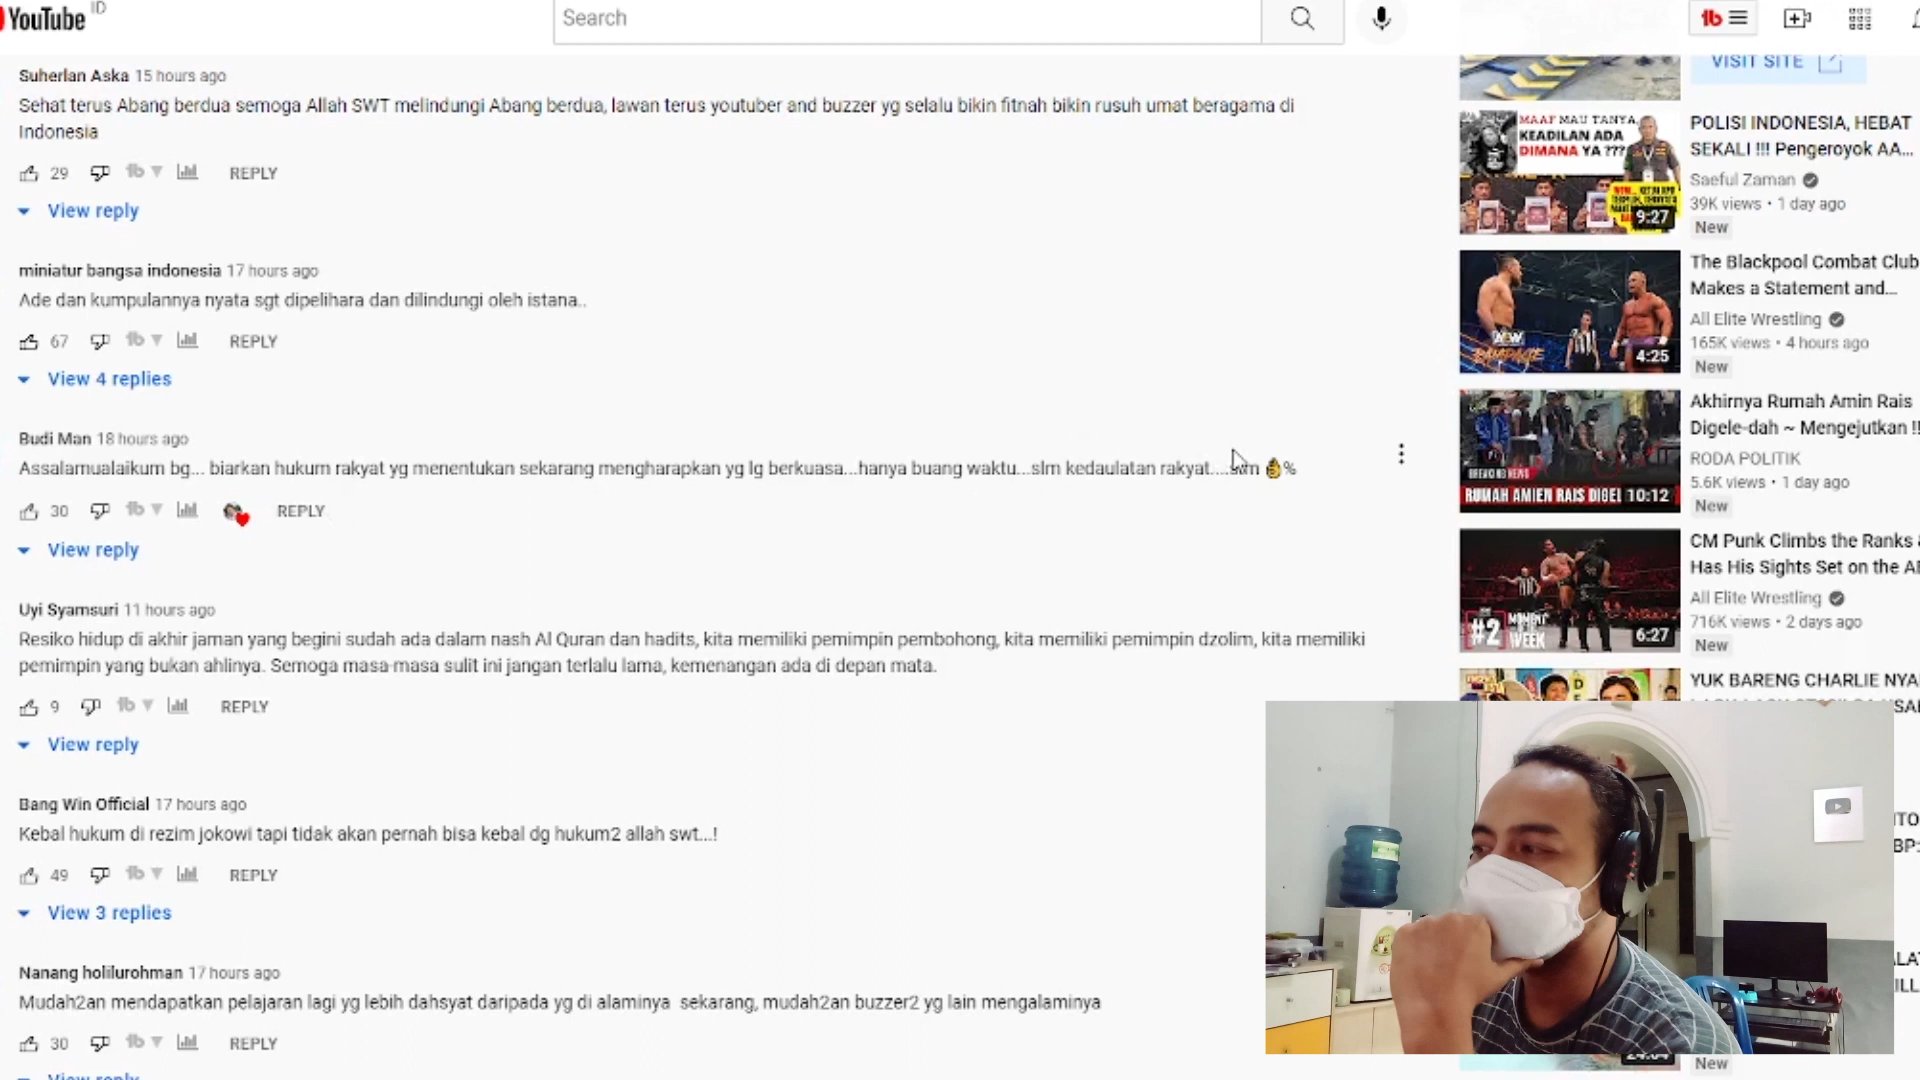 YouTube ID
Search
Suherlan Aska 15 hours ago
Sehat terus Abang berdua semoga Allah SWT melindungi Abang berdua, lawan terus youtuber and buzzer yg selalu bikin fitnah bikin rusuh umat beragama di
Indonesia
29 REPLY
View reply
miniatur bangsa indonesia 17 hours ago
Ade dan kumpulannya nyata sgt dipelihara dan dilindungi oleh istana..
67 REPLY
View 4 replies
Budi Man 18 hours ago
Assalamualaikum bg... biarkan hukum rakyat yg menentukan sekarang mengharapkan yg lg berkuasa...hanya buang waktu...slm kedaulatan rakyat.... %
30 REPLY
View reply
Uyi Syamsuri 11 hours ago
Resiko hidup di akhir jaman yang begini sudah ada dalam nash Al Quran dan hadits, kita memiliki pemimpin pembohong, kita memiliki pemimpin dzolim, kita memiliki
pemimpin yang bukan ahlinya. Semoga masa-masa sulit ini jangan terlalu lama, kemenangan ada di depan mata.
9 REPLY
View reply
Bang Win Official 17 hours ago
Kebal hukum di rezim jokowi tapi tidak akan pernah bisa kebal dg hukum2 allah swt...!
49 REPLY
View 3 replies
Nanang holilurohman 17 hours ago
Mudah2an mendapatkan pelajaran lagi yg lebih dahsyat daripada yg di alaminya sekarang, mudah2an buzzer2 yg lain mengalaminya
30 REPLY
View reply
VISIT SITE
MAAF MAU TANYA
KEADILAN ADA
DIMANA YA ???
9:27
POLISI INDONESIA, HEBAT
SEKALI !!! Pengeroyok AA...
Saeful Zaman
39K views • 1 day ago
New
AEW
RAMPAGE
4:25
The Blackpool Combat Club
Makes a Statement and...
All Elite Wrestling
165K views • 4 hours ago
New
BREAKING NEWS
RUMAH AMIEN RAIS DIGEL
10:12
Akhirnya Rumah Amin Rais
Digele-dah ~ Mengejutkan !!
RODA POLITIK
5.6K views • 1 day ago
New
#2 MOMENT
WEEK
6:27
CM Punk Climbs the Ranks
Has His Sights Set on the
All Elite Wrestling
716K views • 2 days ago
New
YUK BARENG CHARLIE
New